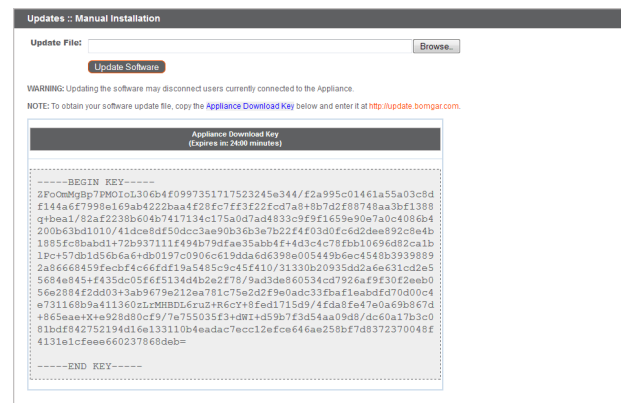 Updates :: Manual Installation
Update File:
Browse..
Update Software
WARNING: Updating the software may disconnect users currently connected to the Appliance.
NOTE: To obtain your software update file, copy the Appliance Download Key below and enter it at http://update.bomgar.com.
Appliance Download Key
(Expires in: 24:00 minutes)
-----BEGIN KEY-----
ZFoOmMgBp7PMOIoL306b4f0997351717523245e344/f2a995c01461a55a03c8d
f144a6f7998e169ab4222baa4f28fc7ff3f22fcd7a8+8b7d2f88748aa3bf1388
q+bea1/82af2238b604b7417134c175a0d7ad4833c9f9f1659e90e7a0c4086b4
200b63bd1010/41dce8df50dcc3ae90b36b3e7b22f4f03d0fc6d2dee892c8e4b
1885fc8babd1+72b937111f494b79dfae35abb4f+4d3c4c78fbb10696d82ca1b
lPc+57db1d56b6a6+db0197c0906c619dda6d6398e005449b6ec4548b3939889
2a86668459fecbf4c66fdf19a5485c9c45f410/31330b20935dd2a6e631cd2e5
5684e845+f435dc05f6f5134d4b2e2f78/9ad3de860534cd7926af9f30f2eeb0
56e2884f2dd03+3ab9679e212ea781c75e2d2f9e0adc33fbaf1eabdfd70d00c4
e731168b9a411360zLrMHBDL6ruZ+R6cY+8fed1715d9/4fda8fe47e0a69b867d
+865eae+X+e928d80cf9/7e755035f3+dWI+d59b7f3d54aa09d8/dc60a17b3c0
81bdf842752194d16e133110b4eadac7ecc12efce646ae258bf7d8372370048f
4131e1cfeee660237868deb=
-----END KEY-----